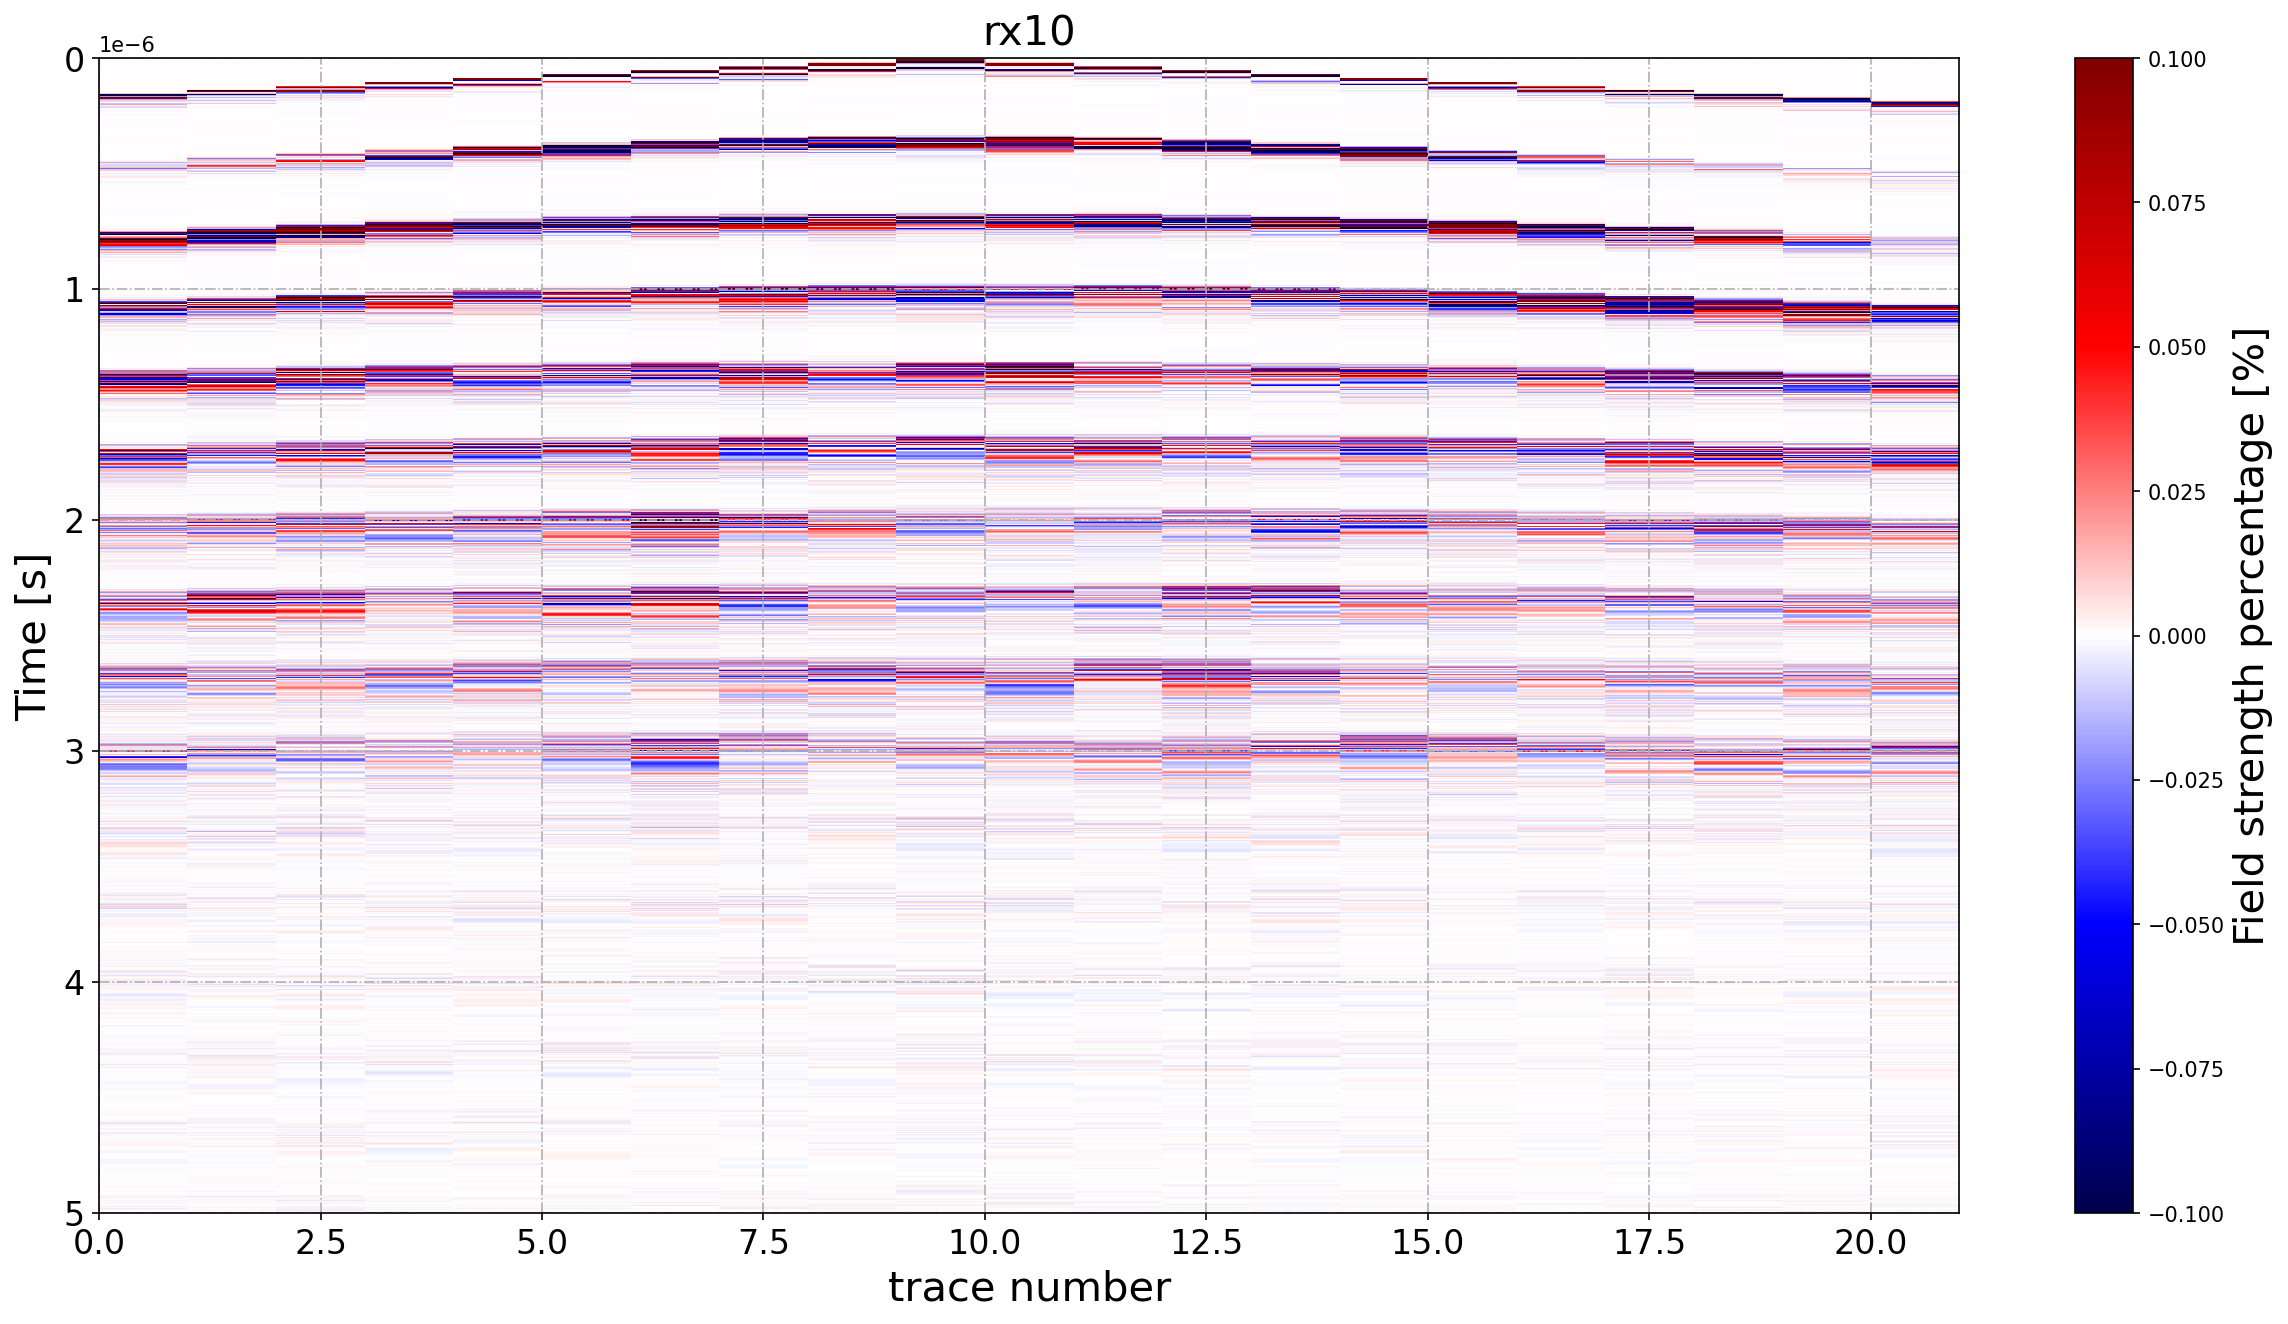 rx10
1e−6
0
1
2
3
4
5
Time [s]
0.0 2.5 5.0 7.5 10.0 12.5 15.0 17.5 20.0
trace number
0.100
0.075
0.050
0.025
0.000
−0.025
−0.050
−0.075
−0.100
Field strength percentage [%]